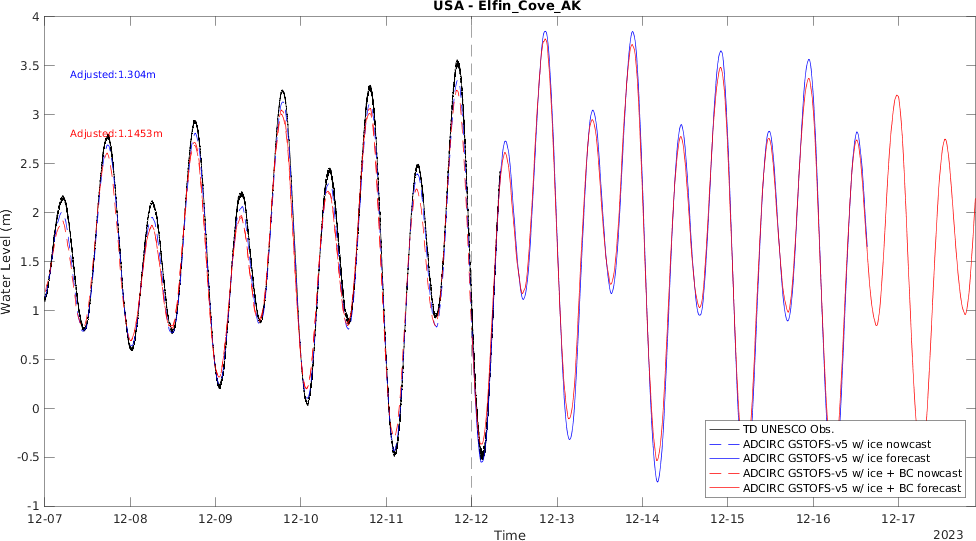 USA - Elfin_Cove_AK
Water Level (m)
4
3.5
3
2.5
2
1.5
1
0.5
0
-0.5
-1
Adjusted:1.304m
Adjusted:1.1453m
TD UNESCO Obs.
ADCIRC GSTOFS-v5 w/ ice nowcast
ADCIRC GSTOFS-v5 w/ ice forecast
ADCIRC GSTOFS-v5 w/ ice + BC nowcast
ADCIRC GSTOFS-v5 w/ ice + BC forecast
12-07 12-08 12-09 12-10 12-11 12-12 12-13 12-14 12-15 12-16 12-17
Time
2023